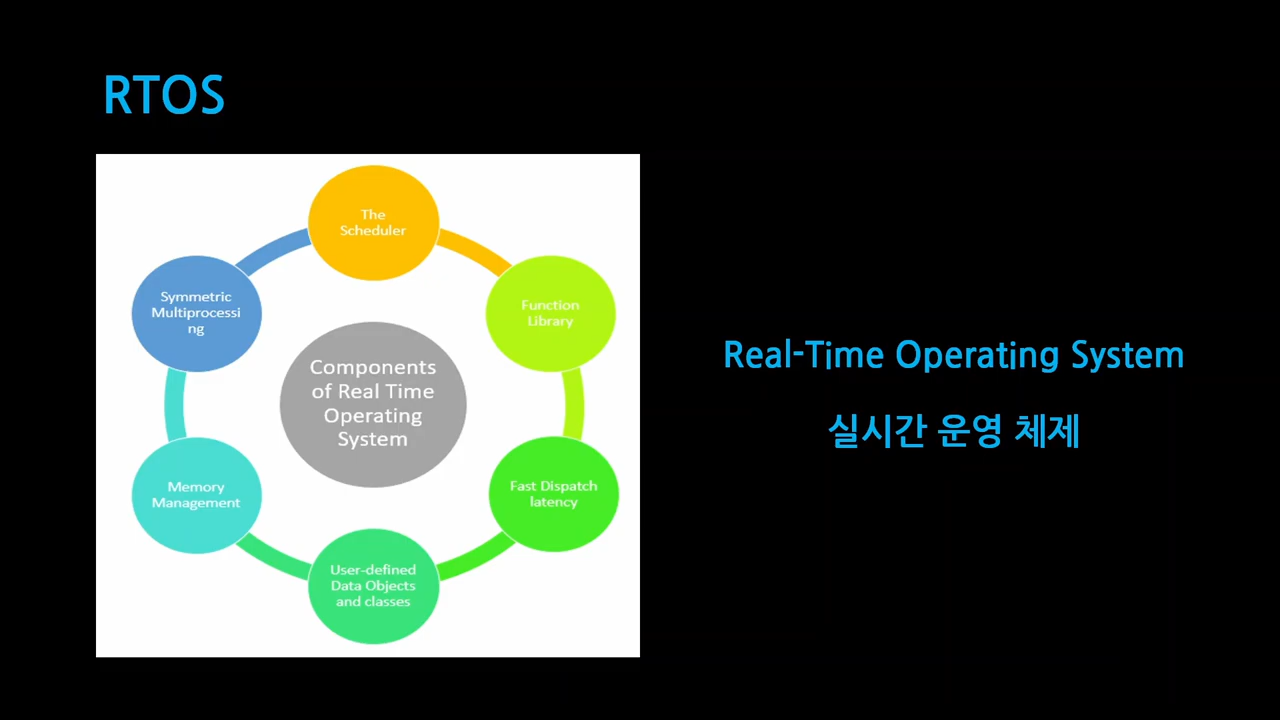 RTOS
The
Scheduler
Function
Library
Fast Dispatch
latency
User-defined
Data Objects
and classes
Memory
Management
Symmetric
Multiprocessi
ng
Components
of Real Time
Operating
System
Real-Time Operating System
실시간 운영 체제